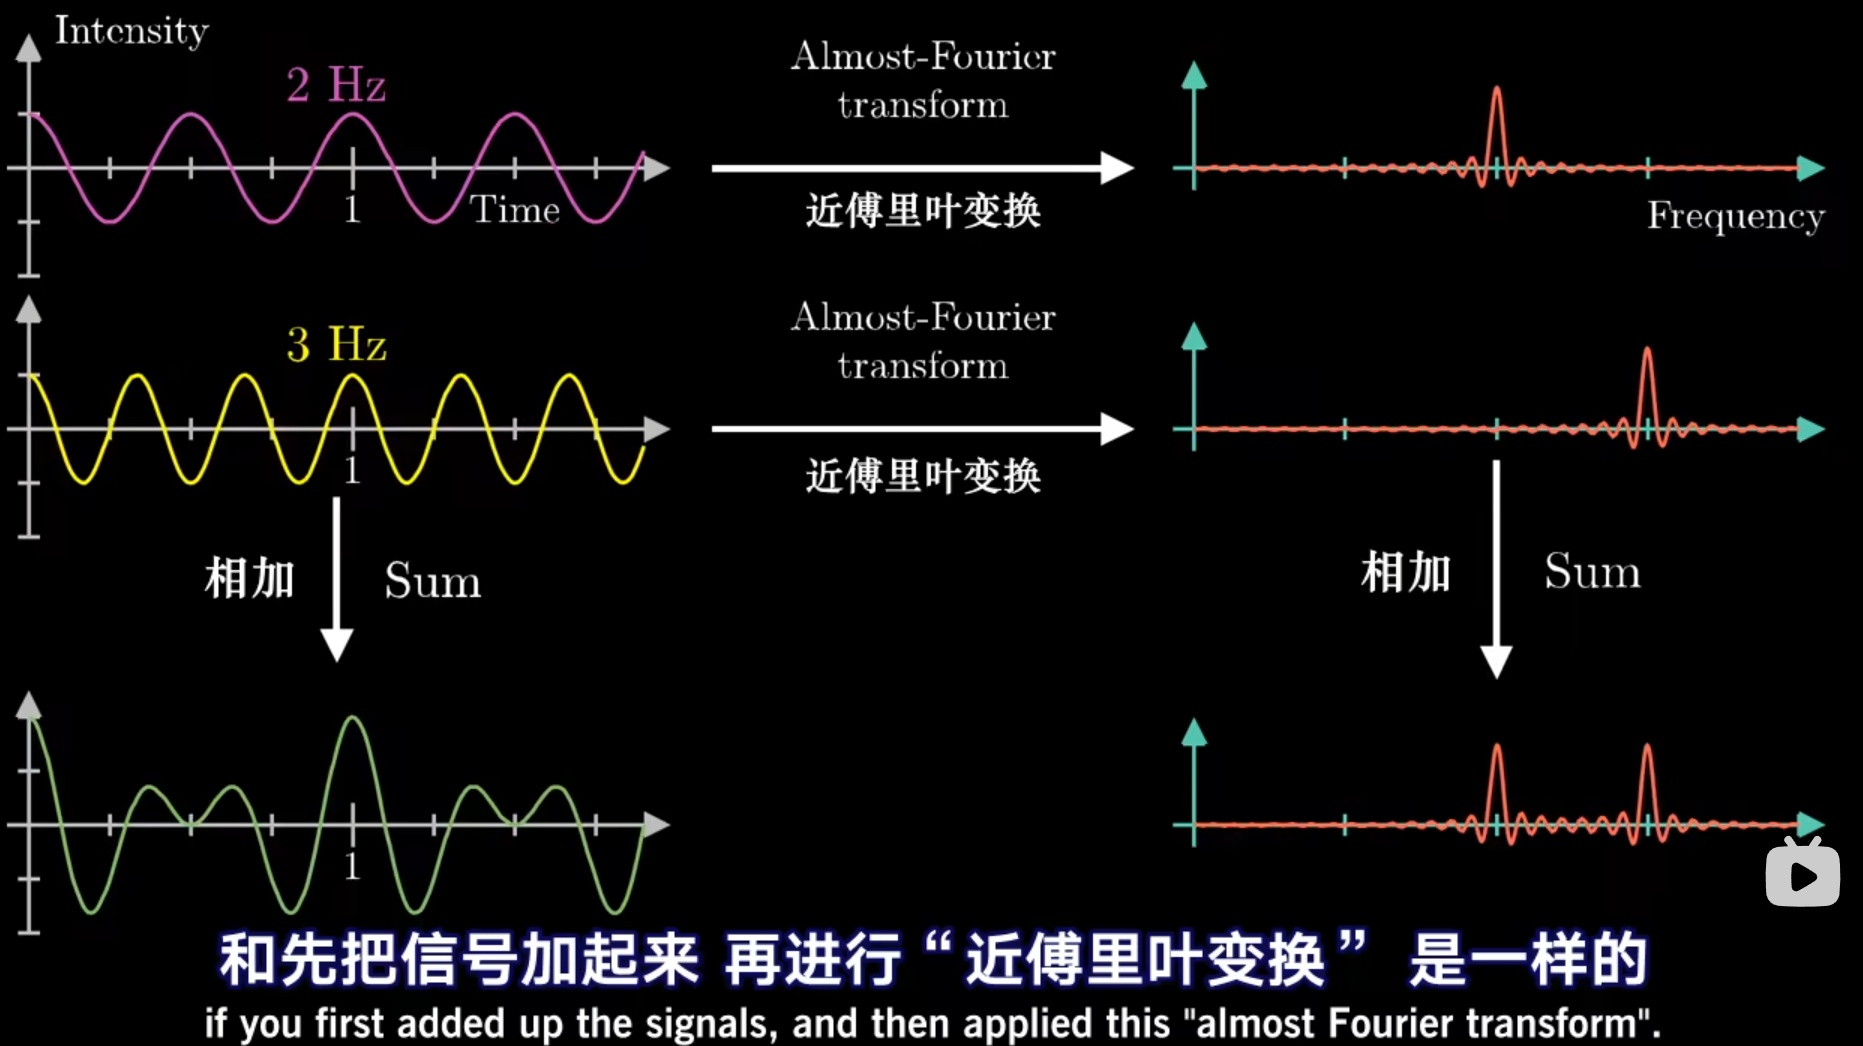 Intensity
2 Hz
1
Time
Almost-Fourier
transform
近傅里叶变换
Frequency
3 Hz
1
Almost-Fourier
transform
近傅里叶变换
相加 Sum
相加 Sum
1
和先把信号加起来 再进行“近傅里叶变换” 是一样的
if you first added up the signals, and then applied this "almost Fourier transform".